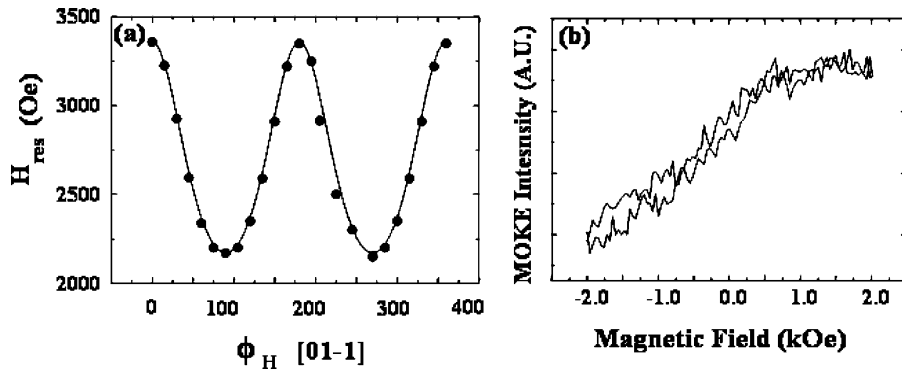 (a)
3500
3000
2500
2000
H res (Oe)
0 100 200 300 400
ϕ H [01-1]
(b)
MOKE Intesnsity (A.U.)
-2.0 -1.0 0.0 1.0 2.0
Magnetic Field (kOe)